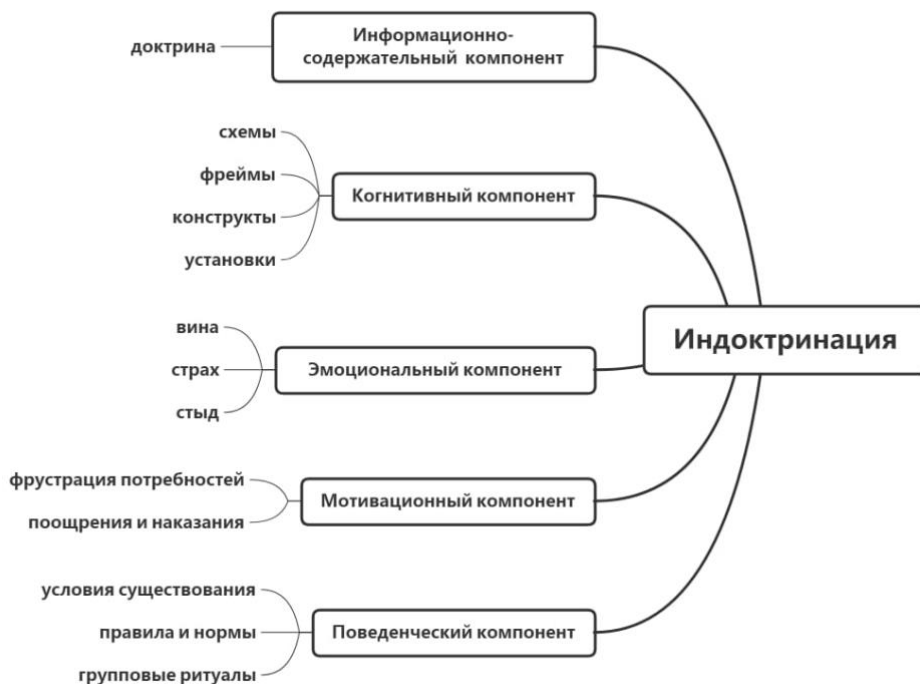 доктрина
Информационно-
содержательный компонент
схемы
фреймы
конструкты
установки
Когнитивный компонент
Индоктринация
вина
страх
стыд
Эмоциональный компонент
фрустрация потребностей
поощрения и наказания
Мотивационный компонент
условия существования
правила и нормы
групповые ритуалы
Поведенческий компонент